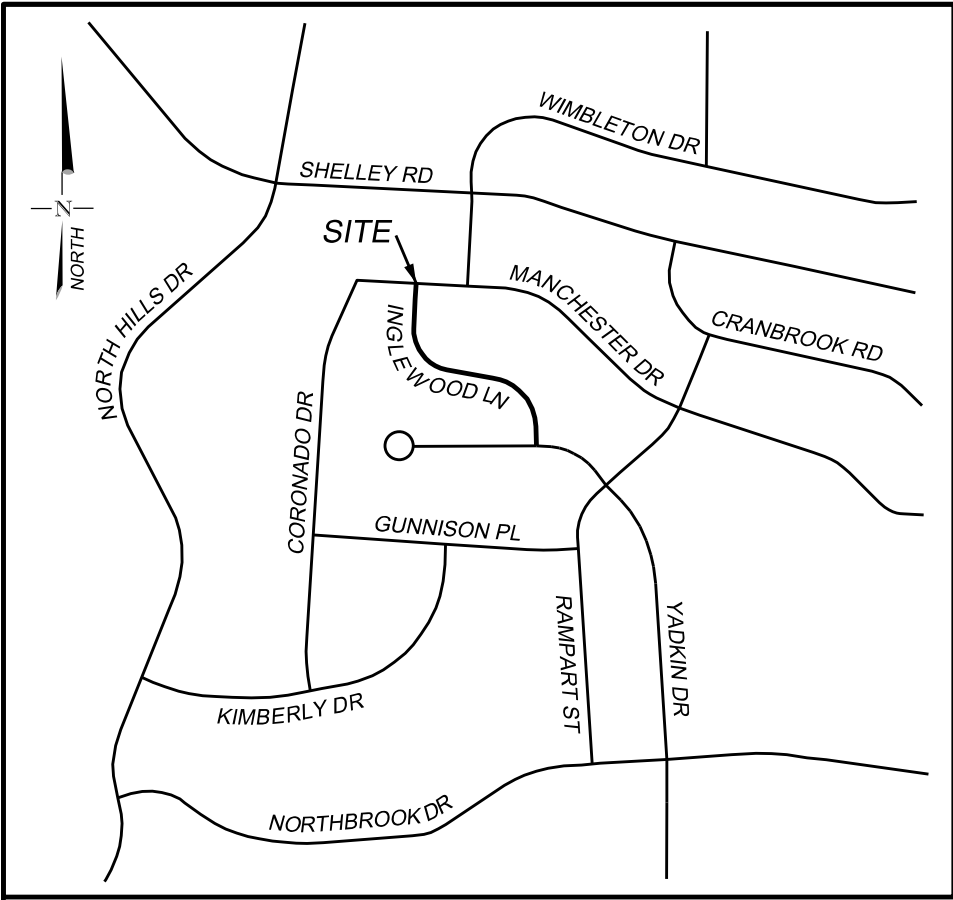 WIMBLETON DR
SHELLEY RD
N
NORTH
SITE
MANCHESTER DR
NORTH HILLS DR
INGLEWOOD LN
CRANBROOK RD
CORONADO DR
GUNNISON PL
RAMPART ST
YADKIN DR
KIMBERLY DR
NORTHBROOK DR